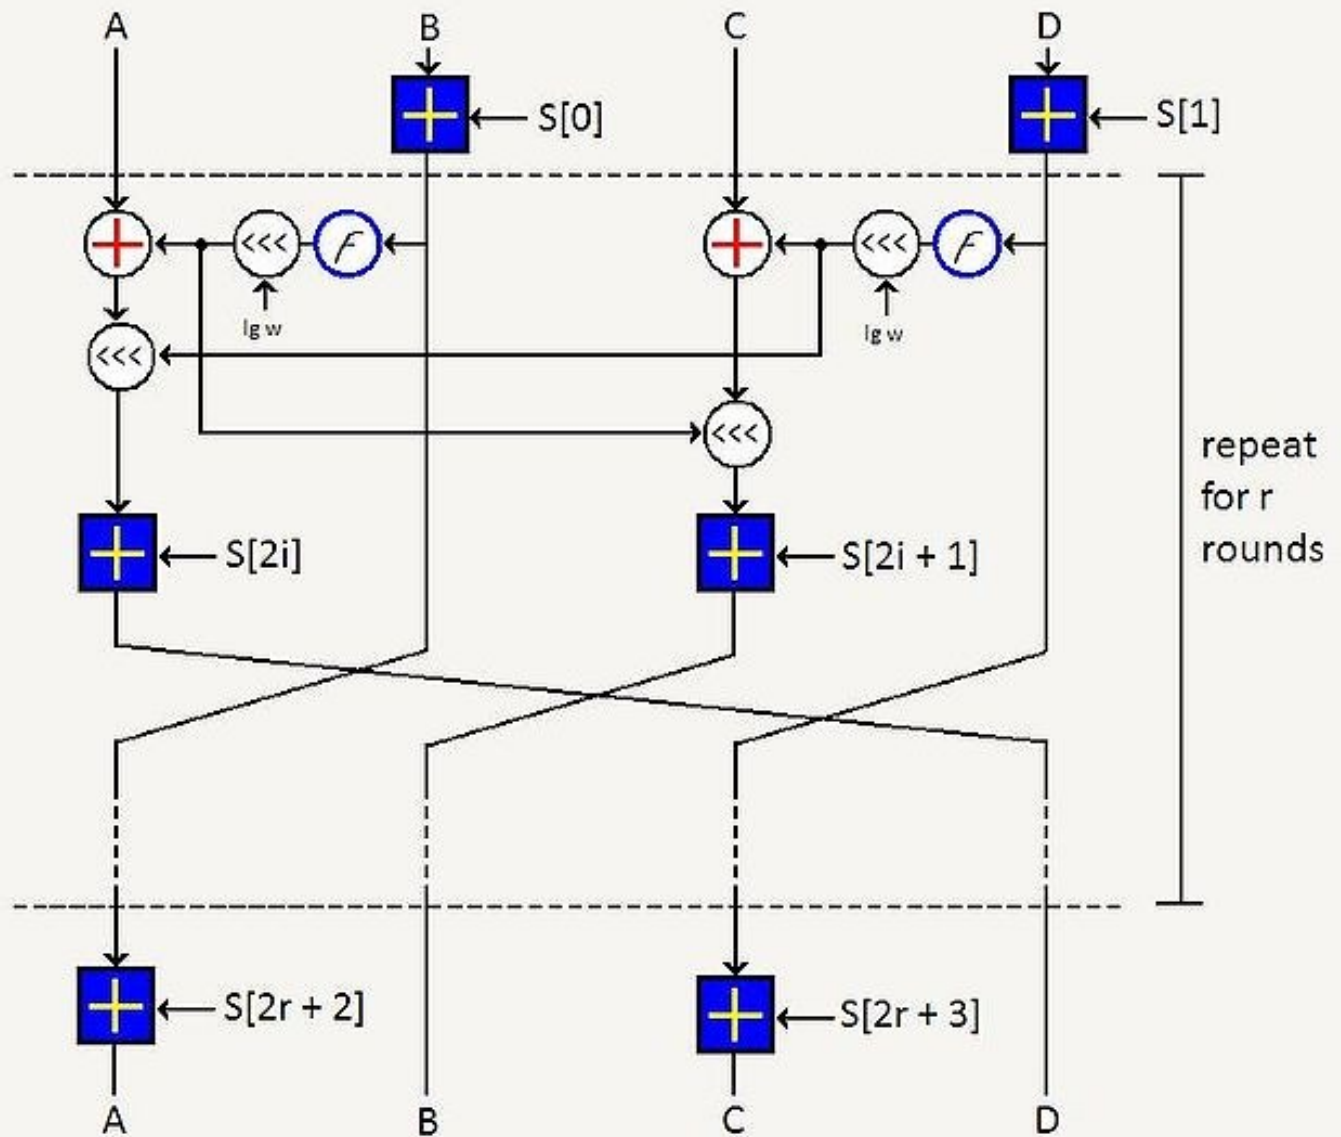 A B C D
S[0] S[1]
<<< f <<< f
lg w lg w
<<<
<<<
repeat
for r
rounds
S[2i] S[2i + 1]
S[2r + 2] S[2r + 3]
A B C D